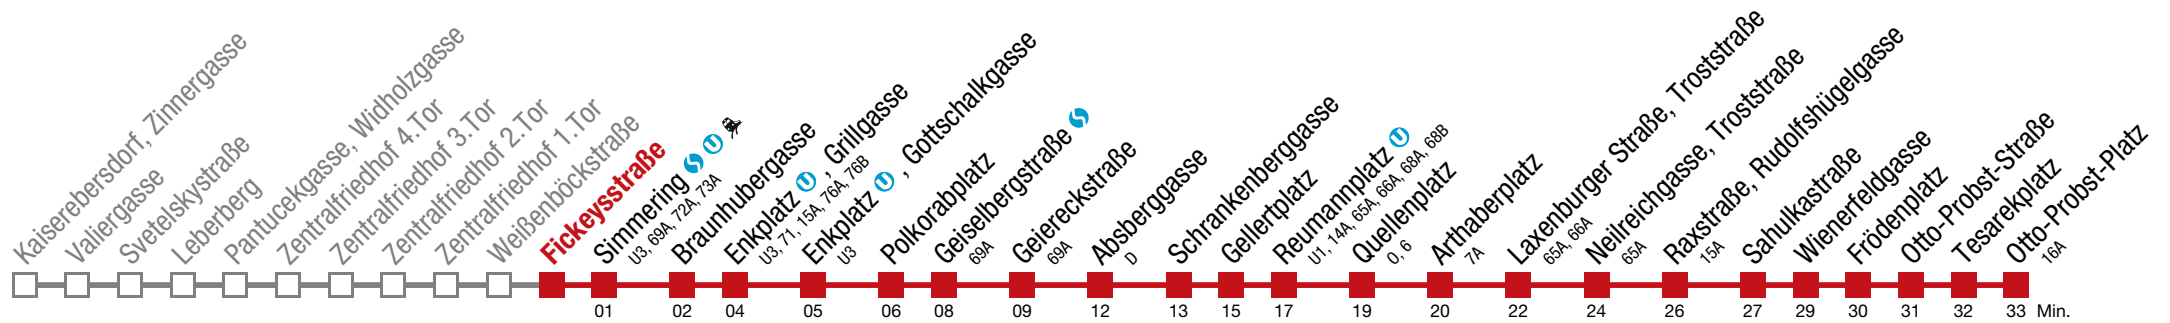 Kaiserebersdorf, Zinnergasse
Valiergasse
Svetelskystraße
Leberberg
Pantucekgasse, Widholzgasse
Zentralfriedhof 4.Tor
Zentralfriedhof 3.Tor
Zentralfriedhof 2.Tor
Zentralfriedhof 1.Tor
Weißenböckstraße
Fickeysstraße
Simmering S U
U3, 69A, 72A, 73A
Braunhubergasse
Enkplatz U , Grillgasse
U3, 71, 15A, 76A, 76B
Enkplatz U , Gottschalkgasse
U3
Polkorabplatz
Geiselbergstraße S
69A
Geiereckstraße
69A
Absberggasse
D
Schrankenberggasse
Gellertplatz
Reumannplatz U
U1, 14A, 65A, 66A, 68A, 68B
Quellenplatz
O, 6
Arthaberplatz
7A
Laxenburger Straße, Troststraße
65A, 66A
Neilreichgasse, Troststraße
65A
Raxstraße, Rudolfshügelgasse
15A
Sahulkastraße
Wienerfeldgasse
Frödenplatz
Otto-Probst-Straße
Tesarekplatz
Otto-Probst-Platz
16A
01 02 04 05 06 08 09 12 13 15 17 19 20 22 24 26 27 29 30 31 32 33 Min.